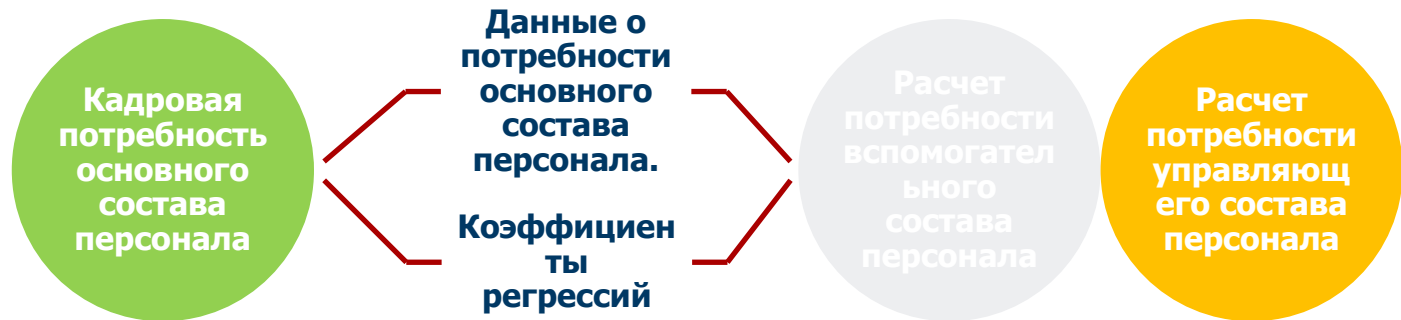 Кадровая
потребность
основного
состава
персонала
Данные о
потребности
основного
состава
персонала.
Коэффициен
ты
регрессий
Расчет
потребности
вспомогател
ьного
состава
персонала
Расчет
потребности
управляющ
его состава
персонала